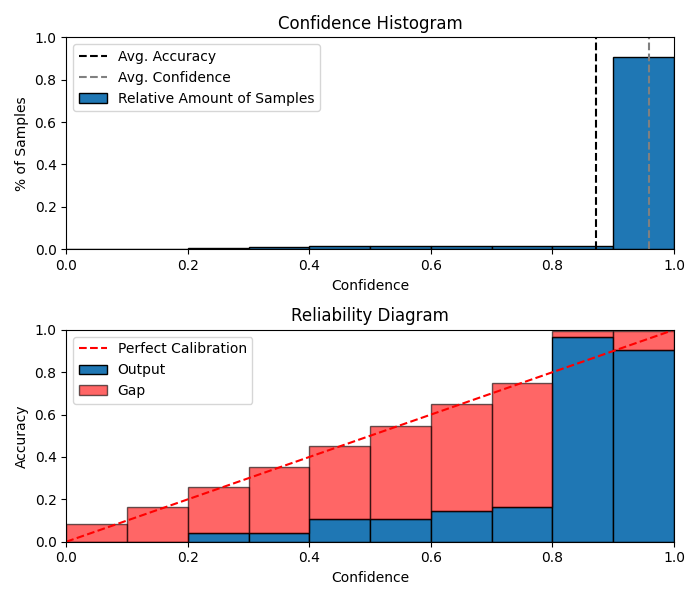 Confidence Histogram
% of Samples
1.0
0.8
0.6
0.4
0.2
0.0
Avg. Accuracy
Avg. Confidence
Relative Amount of Samples
0.0 0.2 0.4 0.6 0.8 1.0
Confidence
Reliability Diagram
Accuracy
1.0
0.8
0.6
0.4
0.2
0.0
Perfect Calibration
Output
Gap
0.0 0.2 0.4 0.6 0.8 1.0
Confidence